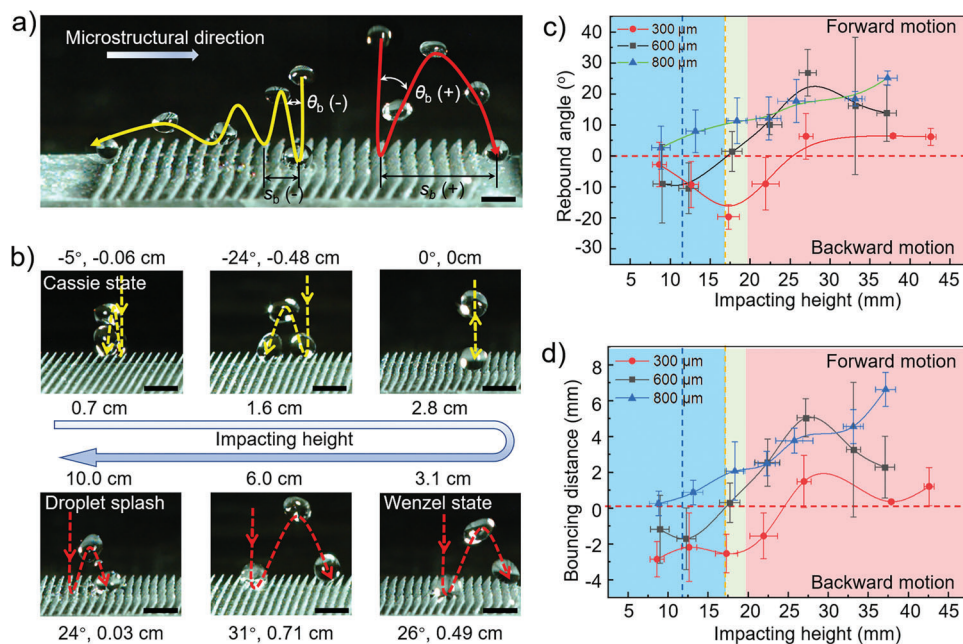 a)
Microstructural direction
θb (-)
θb (+)
sb (-)
sb (+)
b)
-5°, -0.06 cm
-24°, -0.48 cm
0°, 0cm
Cassie state
0.7 cm
1.6 cm
2.8 cm
Impacting height
10.0 cm
6.0 cm
3.1 cm
Droplet splash
Wenzel state
24°, 0.03 cm
31°, 0.71 cm
26°, 0.49 cm
c)
Forward motion
300 μm
600 μm
800 μm
Rebound angle (°)
40
30
20
10
0
-10
-20
-30
Backward motion
5 10 15 20 25 30 35 40 45
Impacting height (mm)
d)
Forward motion
300 μm
600 μm
800 μm
Bouncing distance (mm)
8
6
4
2
0
-2
-4
Backward motion
5 10 15 20 25 30 35 40 45
Impacting height (mm)